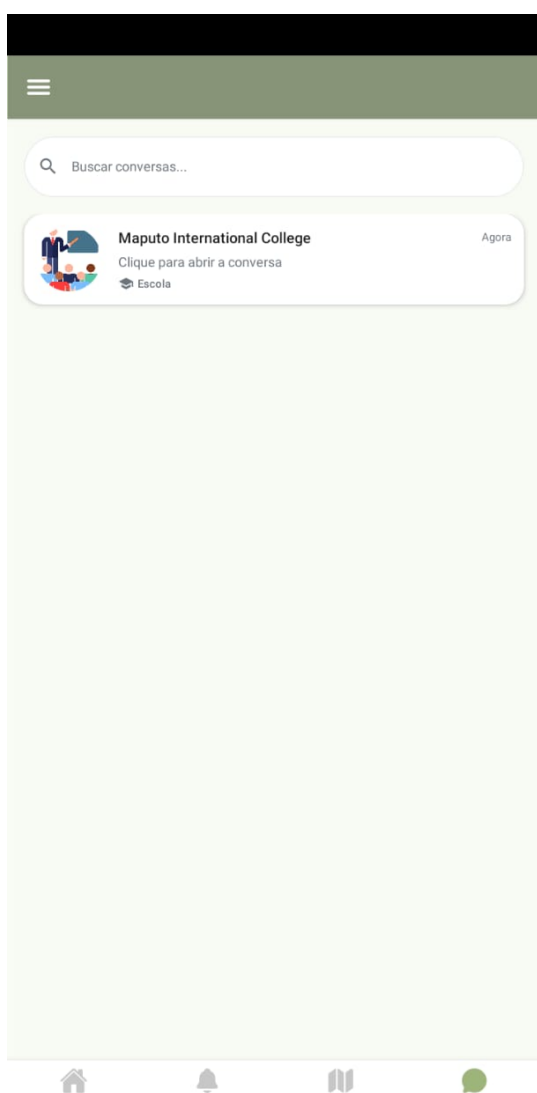 Buscar conversas...
Maputo International College
Agora
Clique para abrir a conversa
Escola